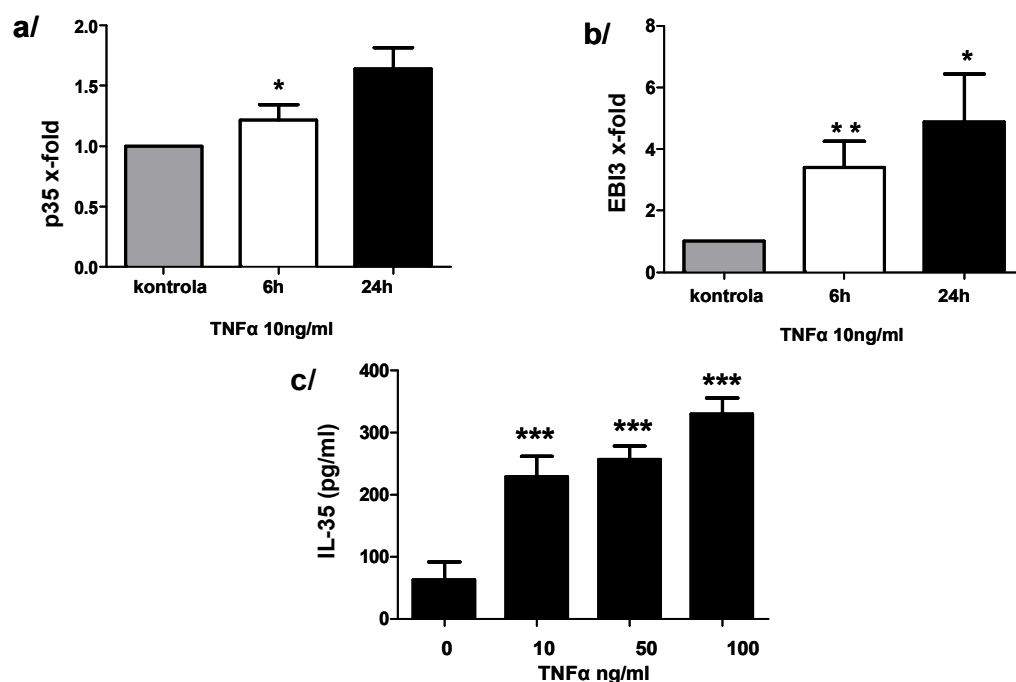 a/
p35 x-fold
2.0
1.5
1.0
0.5
0.0
*
kontrola 6h 24h
TNFα 10ng/ml
b/
EBI3 x-fold
8
6
4
2
0
* *
*
kontrola 6h 24h
TNFα 10ng/ml
c/
IL-35 (pg/ml)
400
300
200
100
0
***
***
***
0 10 50 100
TNFα ng/ml